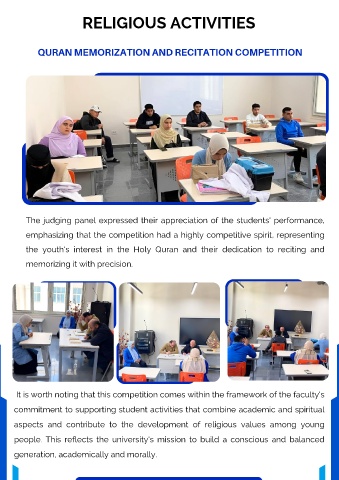 RELIGIOUS ACTIVITIES
QURAN MEMORIZATION AND RECITATION COMPETITION
The judging panel expressed their appreciation of the students' performance,
emphasizing that the competition had a highly competitive spirit, representing
the youth's interest in the Holy Quran and their dedication to reciting and
memorizing it with precision.
It is worth noting that this competition comes within the framework of the faculty's
commitment to supporting student activities that combine academic and spiritual
aspects and contribute to the development of religious values among young
people. This reflects the university's mission to build a conscious and balanced
generation, academically and morally.